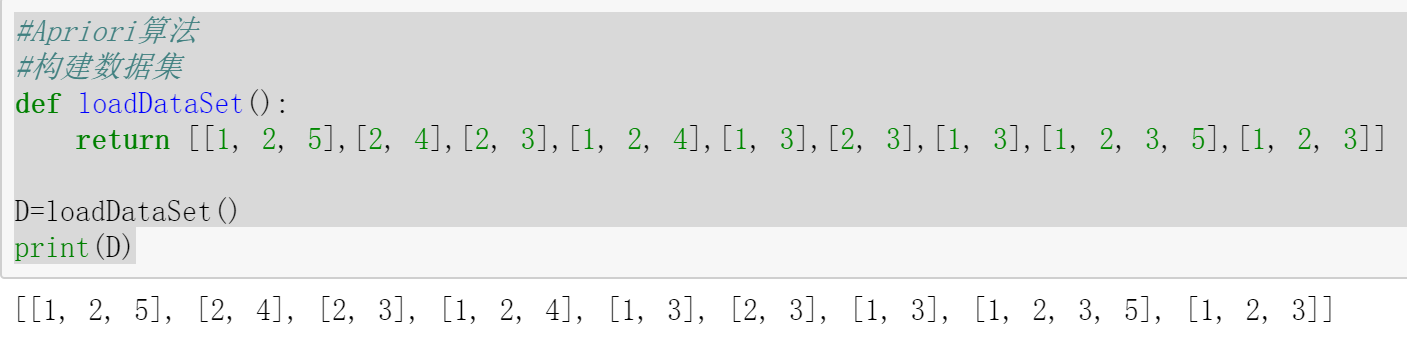 #Apriori算法
#构建数据集
def loadDataSet():
    return [[1, 2, 5],[2, 4],[2, 3],[1, 2, 4],[1, 3],[2, 3],[1, 3],[1, 2, 3, 5],[1, 2, 3]]
D=loadDataSet()
print(D)
[[1, 2, 5], [2, 4], [2, 3], [1, 2, 4], [1, 3], [2, 3], [1, 3], [1, 2, 3, 5], [1, 2, 3]]